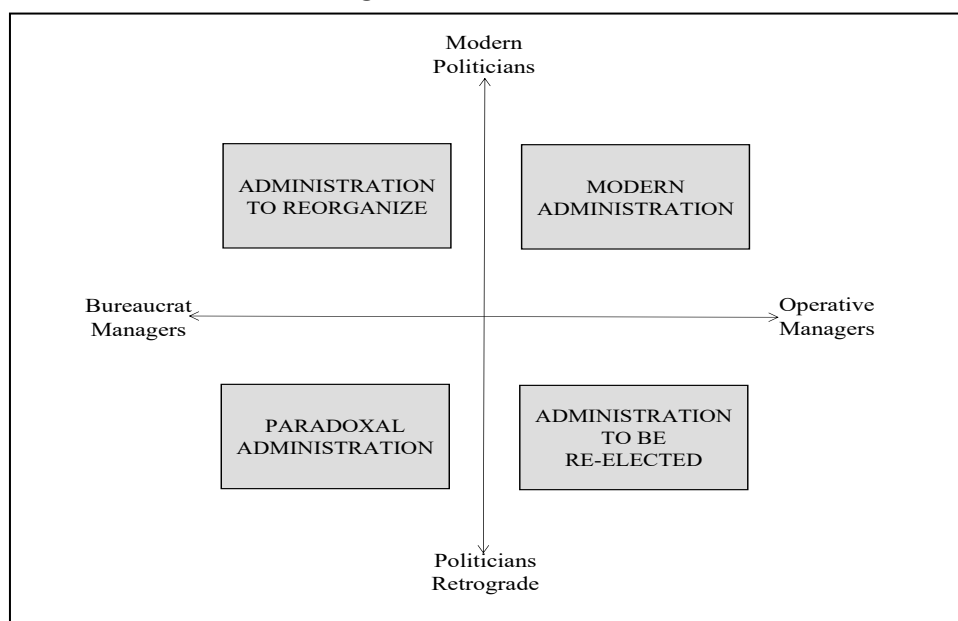 Modern
Politicians
ADMINISTRATION
TO REORGANIZE
MODERN
ADMINISTRATION
Bureaucrat
Managers
Operative
Managers
PARADOXAL
ADMINISTRATION
ADMINISTRATION
TO BE
RE-ELECTED
Politicians
Retrograde